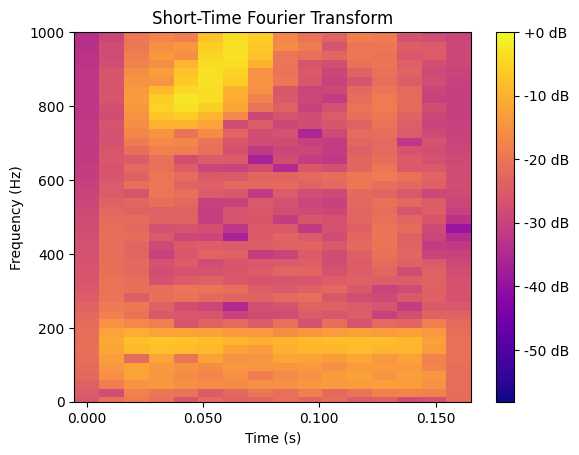 Short-Time Fourier Transform
Frequency (Hz)
1000
800
600
400
200
0
0.000
0.050
0.100
0.150
Time (s)
+0 dB
-10 dB
-20 dB
-30 dB
-40 dB
-50 dB